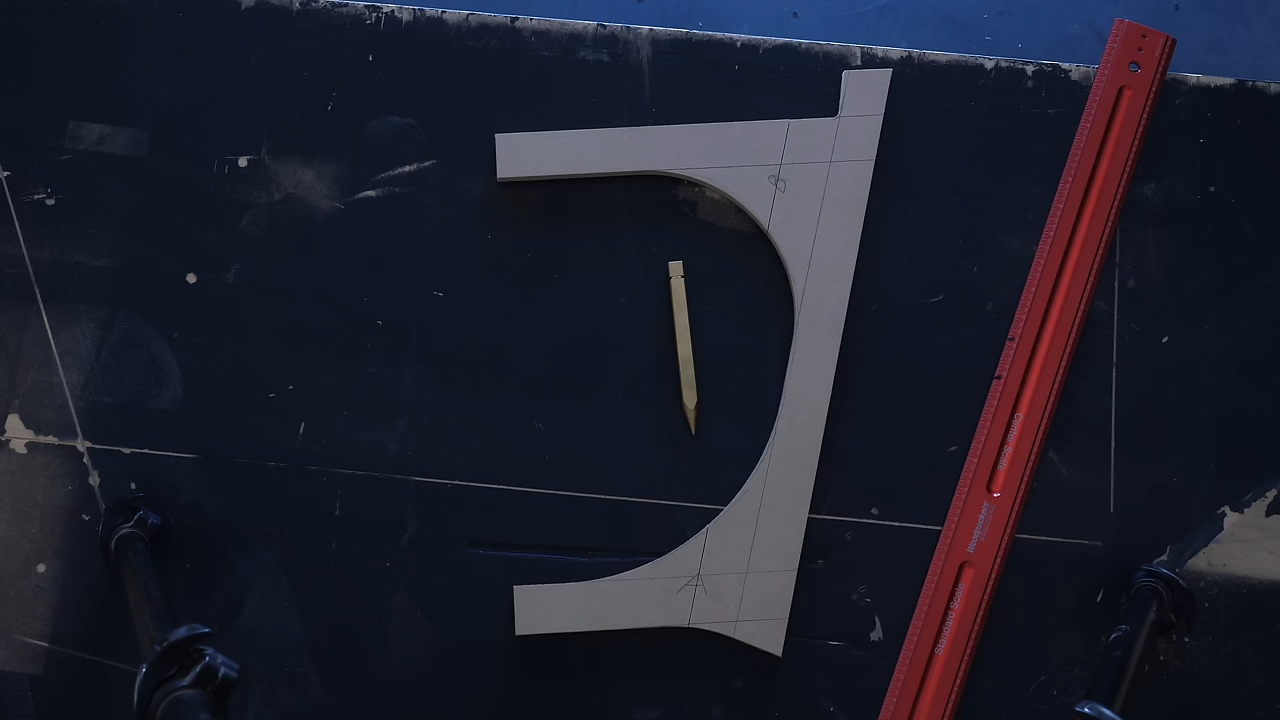 B
Center Scale
Woodpeckers
Standard Scale
A